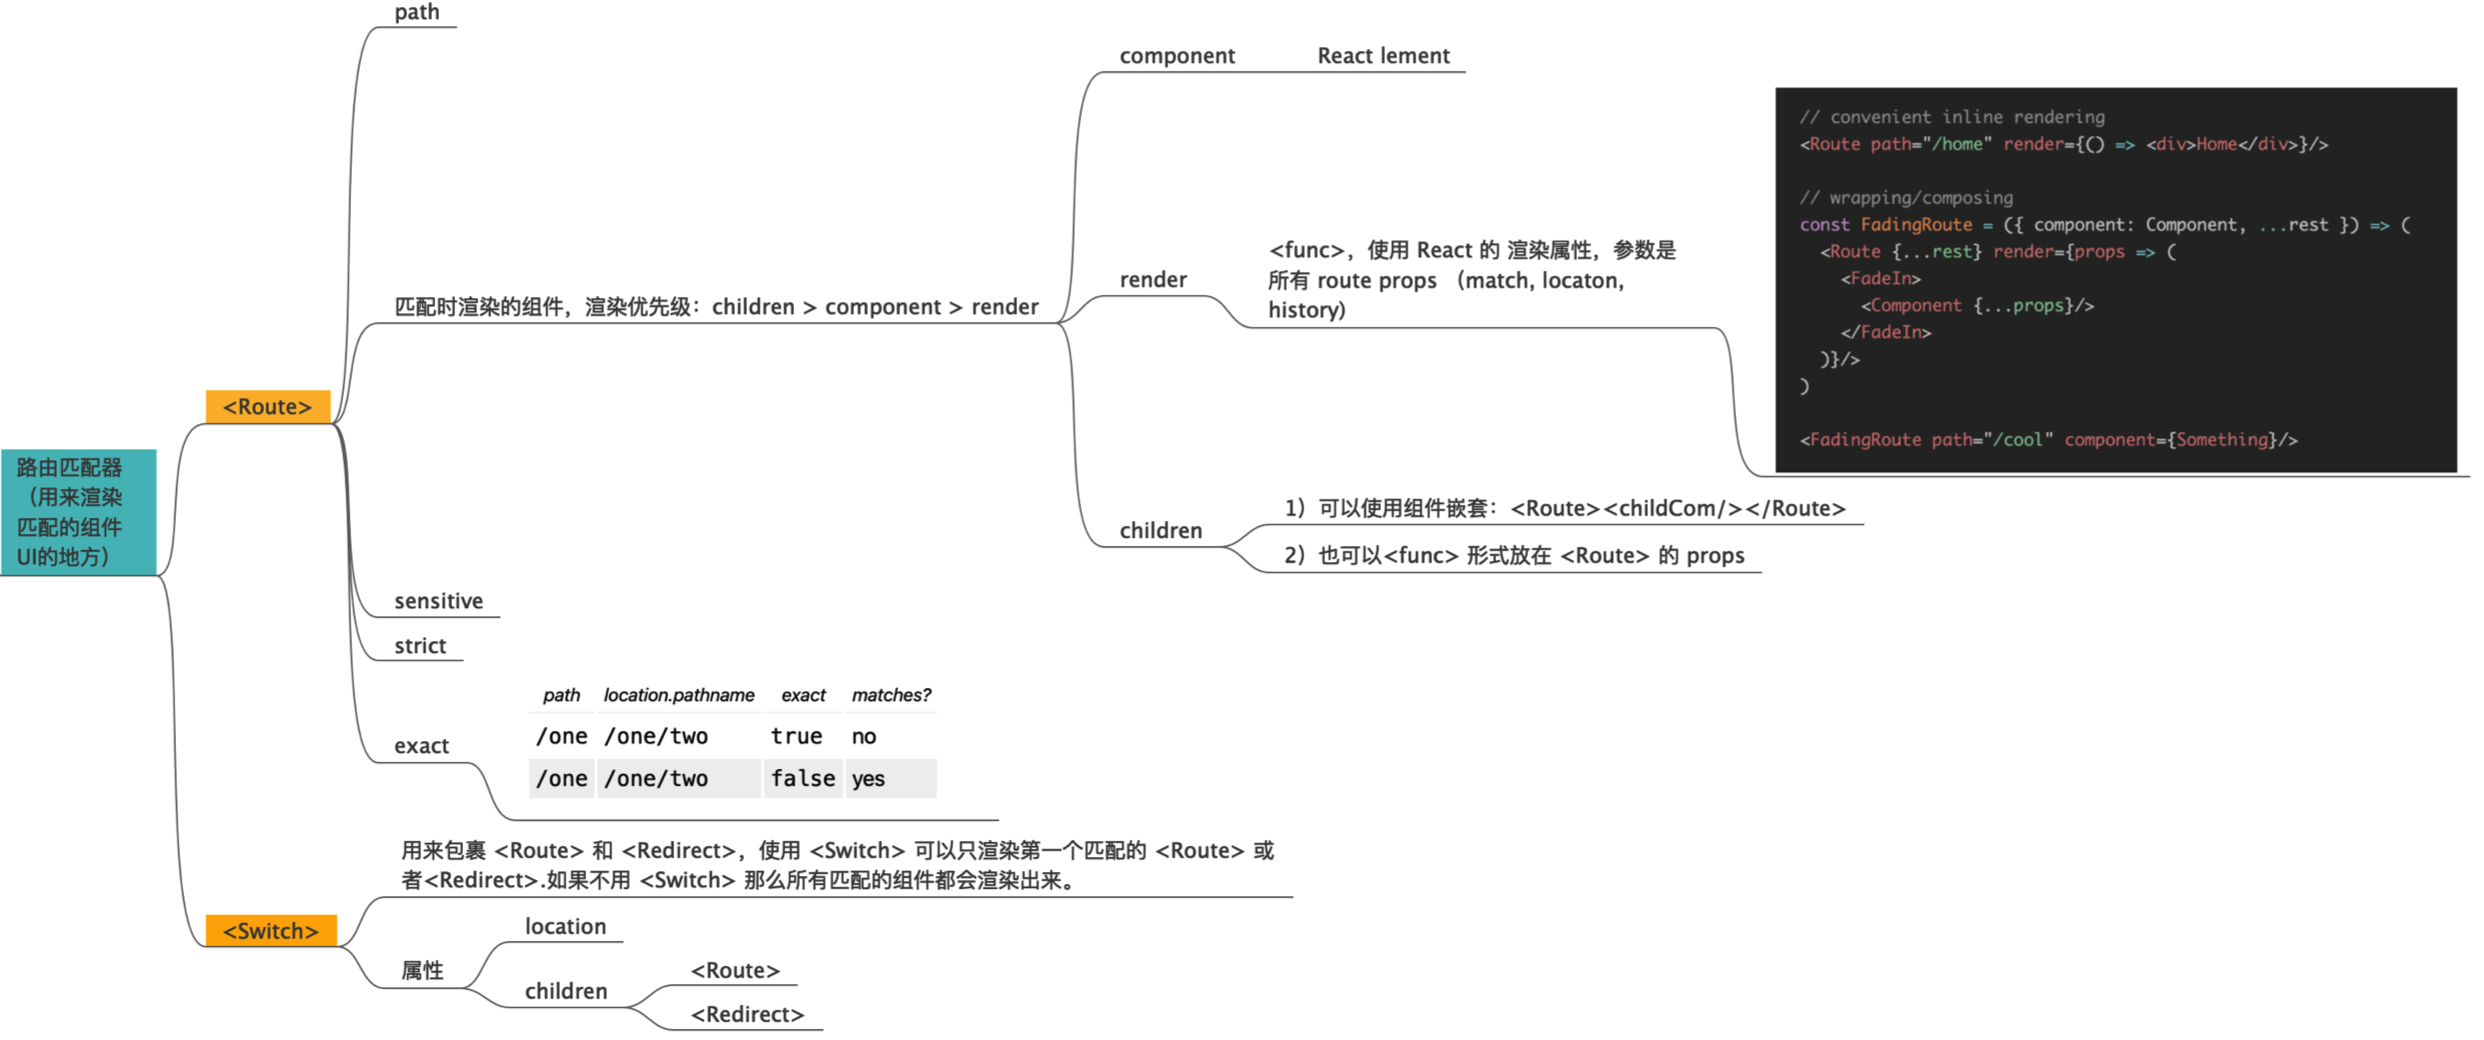 路由匹配器
（用来渲染
匹配的组件
UI的地方）
<Route>
path
匹配时渲染的组件，渲染优先级：children > component > render
component
React lement
render
<func>，使用 React 的 渲染属性，参数是
所有 route props （match, locaton,
history)
// convenient inline rendering
<Route path="/home" render={() => <div>Home</div>}/>
// wrapping/composing
const FadingRoute = ({ component: Component, ...rest }) => (
<Route {...rest} render={props => (
<FadeIn>
<Component {...props}/>
</FadeIn>
)}/>
)
<FadingRoute path="/cool" component={Something}/>
children
1）可以使用组件嵌套：<Route><childCom/></Route>
2）也可以<func> 形式放在 <Route> 的 props
sensitive
strict
exact
path location.pathname exact matches?
/one /one/two true no
/one /one/two false yes
<Switch>
用来包裹 <Route> 和 <Redirect>，使用 <Switch> 可以只渲染第一个匹配的 <Route> 或
者<Redirect>.如果不用 <Switch> 那么所有匹配的组件都会渲染出来。
属性
location
children
<Route>
<Redirect>